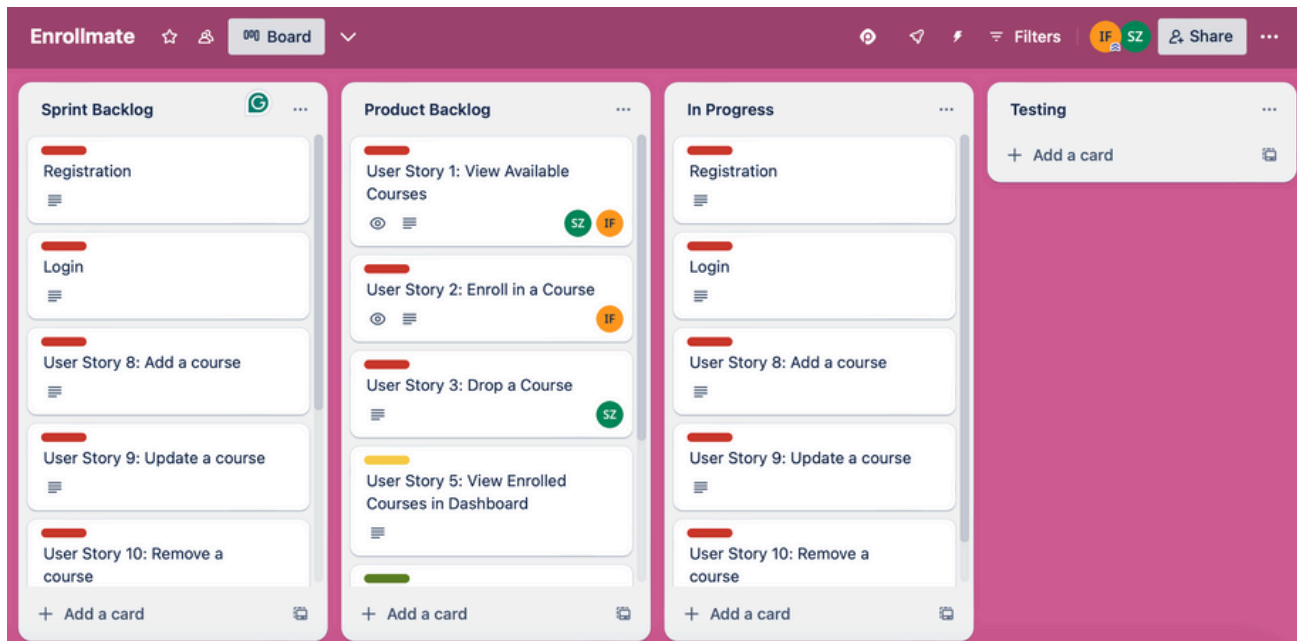 Enrollmate
Board
Filters
IF
SZ
Share
Sprint Backlog
G
Registration
Login
User Story 8: Add a course
User Story 9: Update a course
User Story 10: Remove a
course
+ Add a card
Product Backlog
User Story 1: View Available
Courses
SZ
IF
User Story 2: Enroll in a Course
IF
User Story 3: Drop a Course
SZ
User Story 5: View Enrolled
Courses in Dashboard
+ Add a card
In Progress
Registration
Login
User Story 8: Add a course
User Story 9: Update a course
User Story 10: Remove a
course
+ Add a card
Testing
+ Add a card